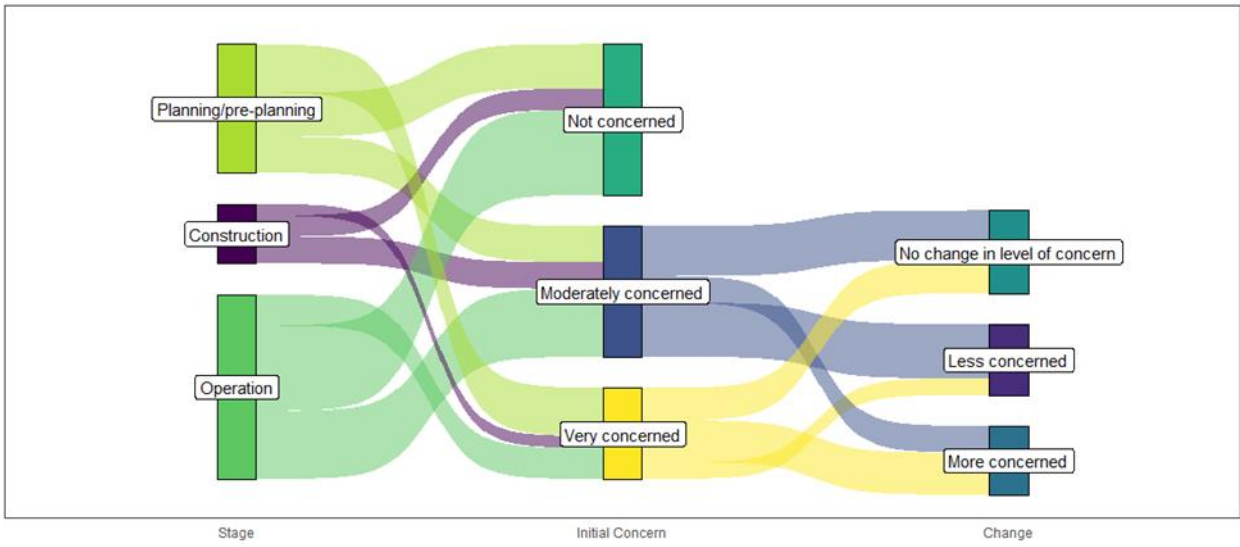 Planning/pre-planning
Construction
Operation
Not concerned
Moderately concerned
Very concerned
No change in level of concern
Less concerned
More concerned
Stage
Initial Concern
Change